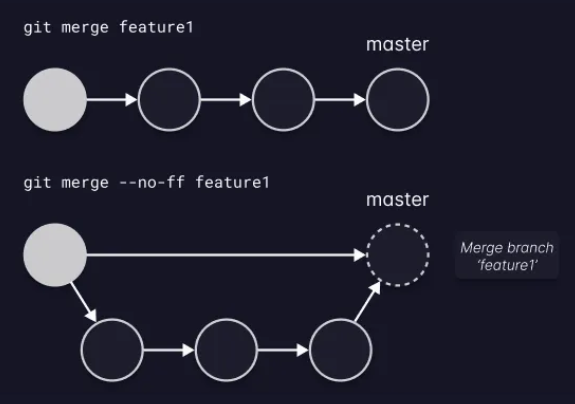 git merge feature1
master
git merge --no-ff feature1
master
Merge branch
‘feature1’